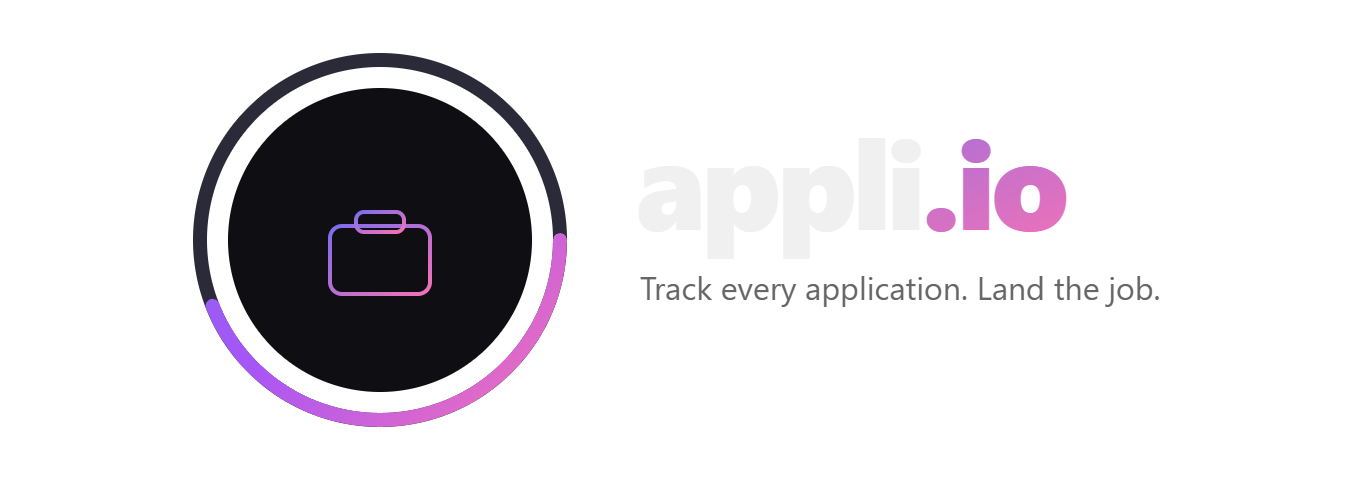 appli.io
Track every application. Land the job.